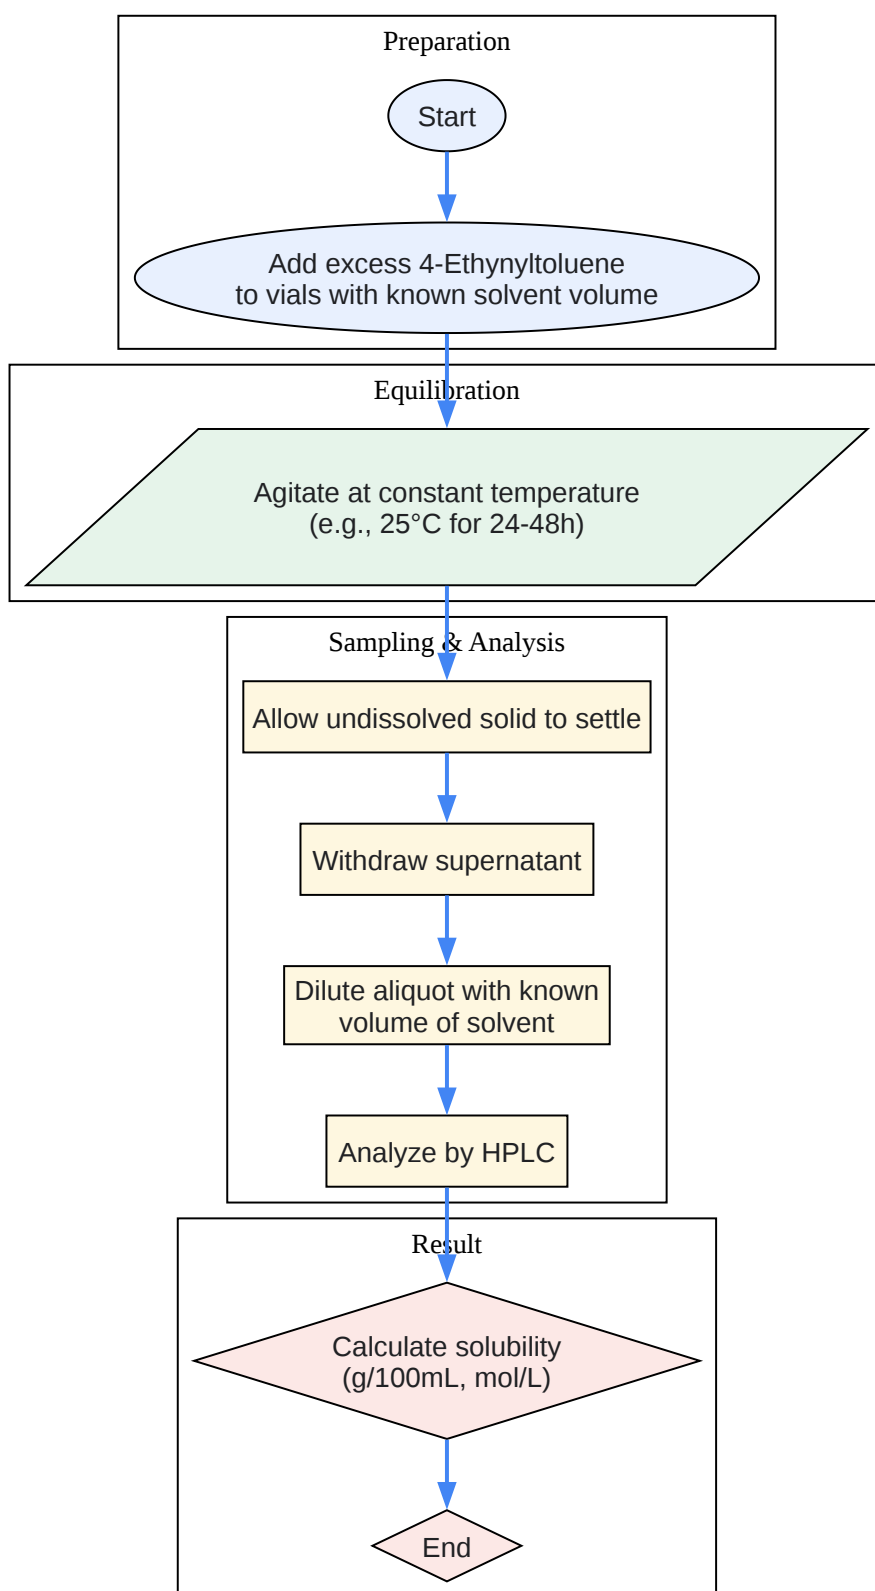 Preparation
Start
Add excess 4-Ethynyltoluene
to vials with known solvent volume
Equilibration
Agitate at constant temperature
(e.g., 25°C for 24-48h)
Sampling & Analysis
Allow undissolved solid to settle
Withdraw supernatant
Dilute aliquot with known
volume of solvent
Analyze by HPLC
Result
Calculate solubility
(g/100mL, mol/L)
End